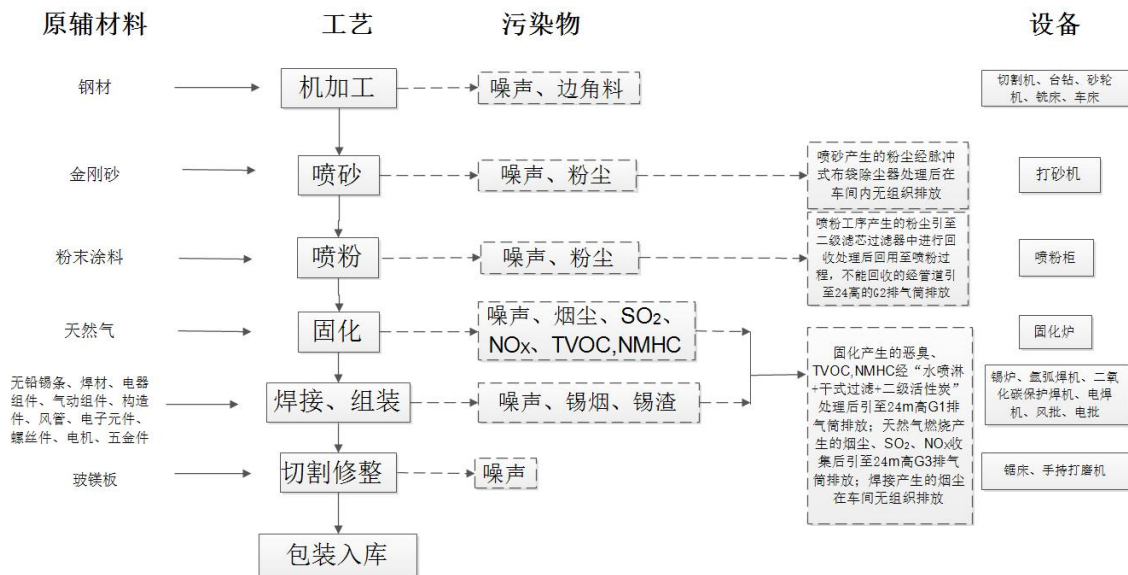 原辅材料
工艺
污染物
设备
钢材
机加工
噪声、边角料
切割机、台钻、砂轮
机、铣床、车床
金刚砂
喷砂
噪声、粉尘
喷砂产生的粉尘经脉冲
式布袋除尘器处理后在
车间内无组织排放
打砂机
粉末涂料
喷粉
噪声、粉尘
喷粉工序产生的粉尘引至
二级滤芯过滤器中进行回
收处理后回用至喷粉过
程，不能回收的经管道引
至24高的G2排气筒排放
喷粉柜
天然气
固化
噪声、烟尘、SO₂、
NOX、TVOC,NMHC
固化炉
无铅锡条、焊材、电器
组件、气动组件、构造
件、风管、电子元件、
螺丝件、电机、五金件
焊接、组装
噪声、锡烟、锡渣
固化产生的恶臭、
TVOC,NMHC经“水喷淋
+干式过滤+二级活性炭”
处理后引至24m高G1排
气筒排放；天然气燃烧产
生的烟尘、SO₂、NOX收
集后引至24m高G3排气
筒排放；焊接产生的烟尘
在车间无组织排放
锡炉、氩弧焊机、二氧
化碳保护焊机、电焊
机、风批、电批
玻镁板
切割修整
噪声
锯床、手持打磨机
包装入库